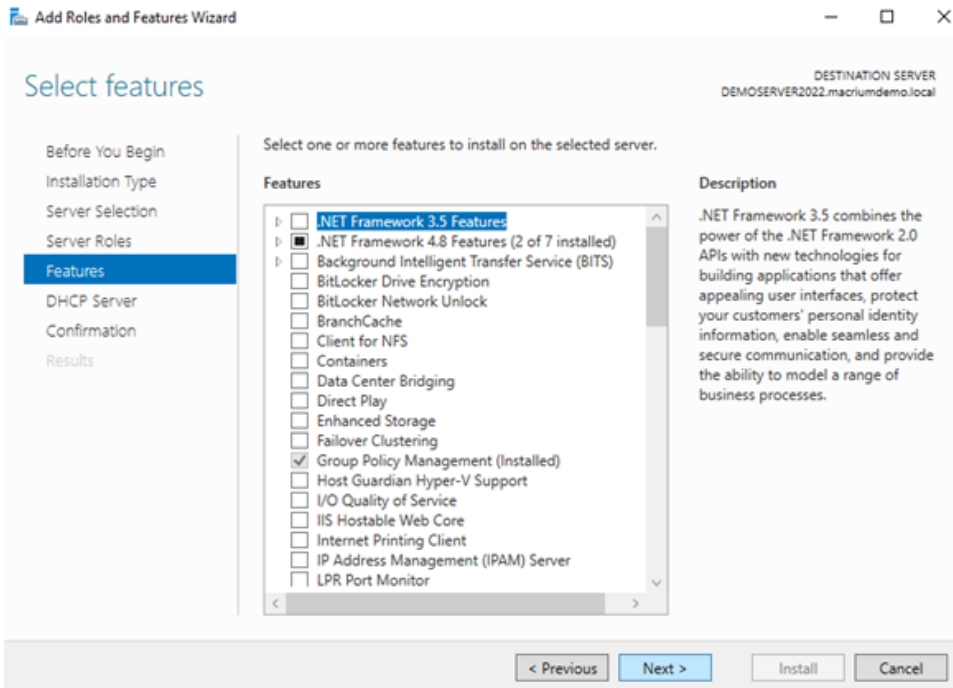 Add Roles and Features Wizard
Select features
DESTINATION SERVER
DEMOSERVER2022.macriumdemo.local
Before You Begin
Installation Type
Server Selection
Server Roles
Features
DHCP Server
Confirmation
Results
Select one or more features to install on the selected server.
Features
.NET Framework 3.5 Features
.NET Framework 4.8 Features (2 of 7 installed)
Background Intelligent Transfer Service (BITS)
BitLocker Drive Encryption
BitLocker Network Unlock
BranchCache
Client for NFS
Containers
Data Center Bridging
Direct Play
Enhanced Storage
Failover Clustering
Group Policy Management (Installed)
Host Guardian Hyper-V Support
I/O Quality of Service
IIS Hostable Web Core
Internet Printing Client
IP Address Management (IPAM) Server
LPR Port Monitor
Description
.NET Framework 3.5 combines the
power of the .NET Framework 2.0
APIs with new technologies for
building applications that offer
appealing user interfaces, protect
your customers' personal identity
information, enable seamless and
secure communication, and provide
the ability to model a range of
business processes.
< Previous
Next >
Install
Cancel